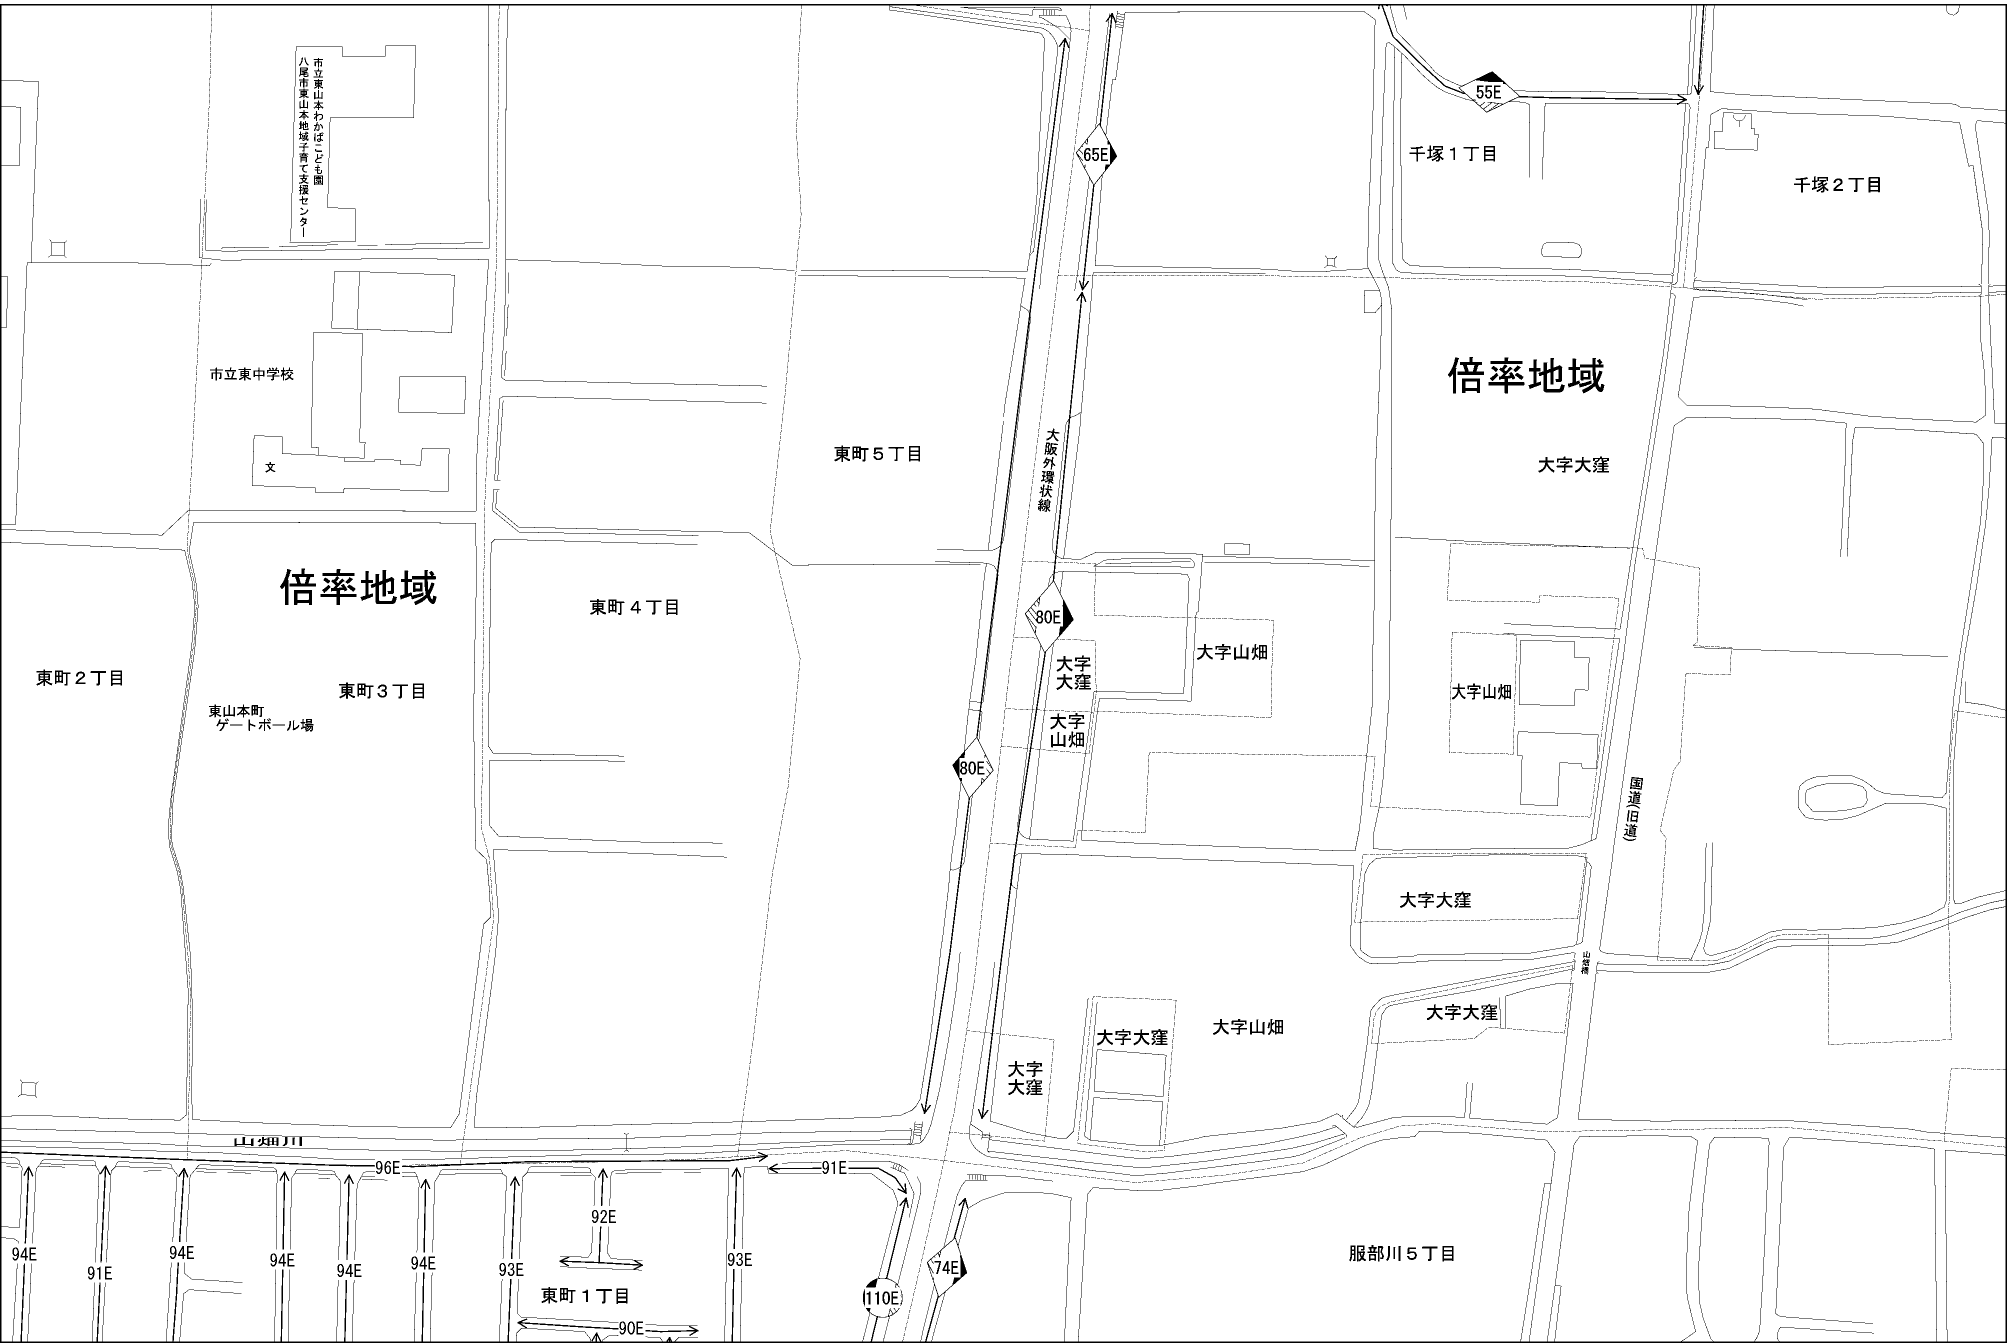 市立東山本わかばこども園
八尾市東山本地域子育て支援センター
55E
65E
千塚１丁目
千塚２丁目
市立東中学校
倍率地域
東町５丁目
大阪外環状線
大字大窪
文
倍率地域
東町４丁目
80E
大字山畑
大字
大窪
東町２丁目
東町３丁目
大字山畑
東山本町
ゲートボール場
大字
山畑
80E
国道(旧道)
大字大窪
山畑橋
大字大窪
大字山畑
大字大窪
大字
大窪
山畑川
96E
91E
92E
94E
91E
94E
94E
94E
94E
93E
93E
74E
服部川５丁目
東町１丁目
110E
90E